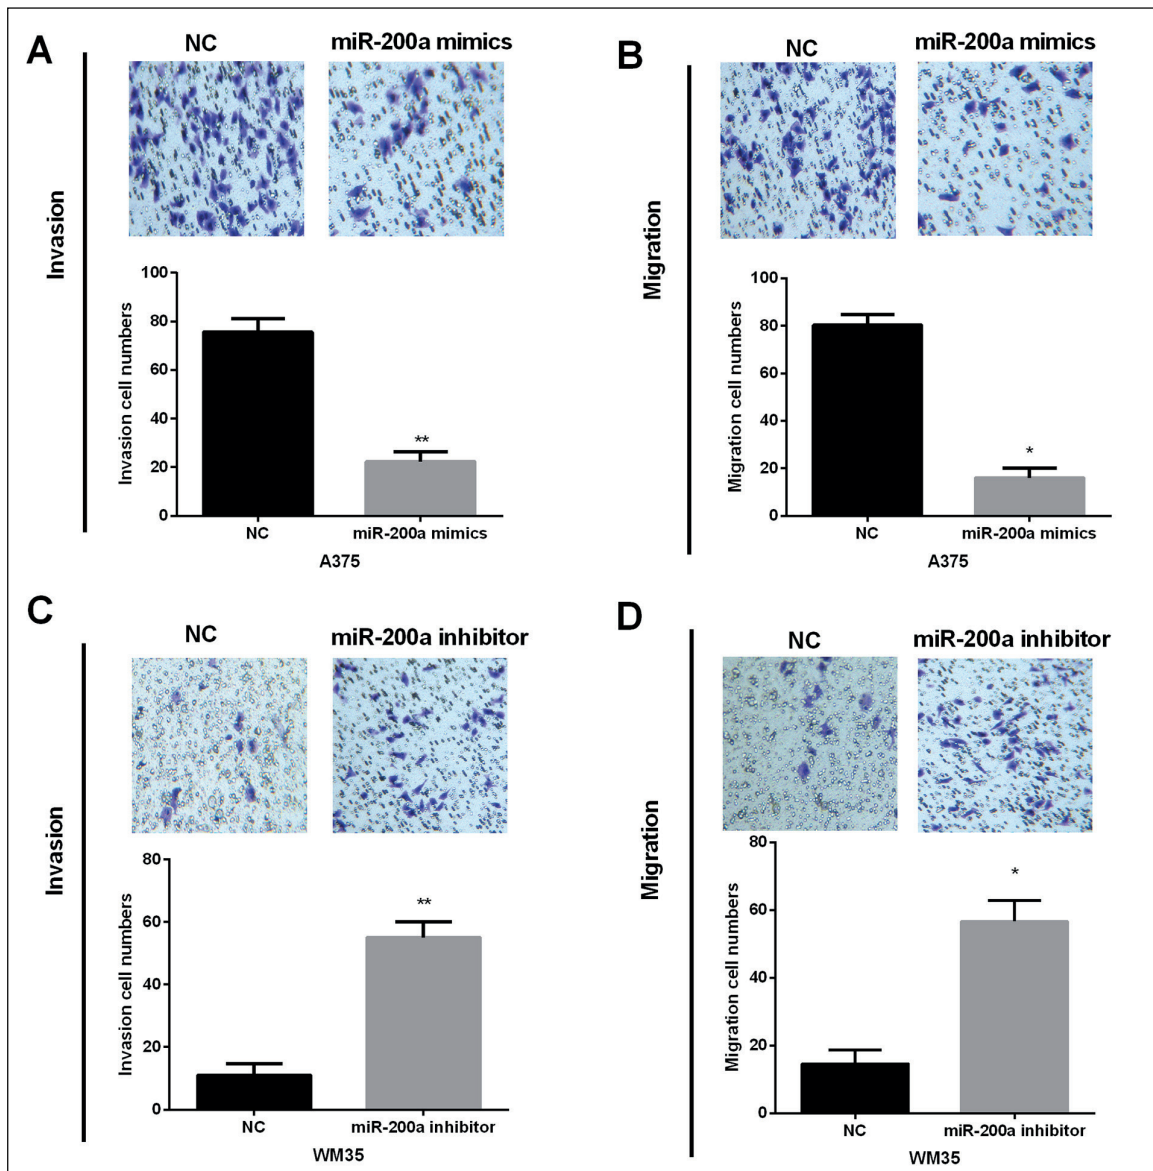 A
NC
miR-200a mimics
Invasion
Invasion cell numbers
100
80
60
40
20
0
**
NC
miR-200a mimics
A375
B
NC
miR-200a mimics
Migration
Migration cell numbers
100
80
60
40
20
0
*
NC
miR-200a mimics
A375
C
NC
miR-200a inhibitor
Invasion
Invasion cell numbers
80
60
40
20
0
**
NC
miR-200a inhibitor
WM35
D
NC
miR-200a inhibitor
Migration
Migration cell numbers
80
60
40
20
0
*
NC
miR-200a inhibitor
WM35